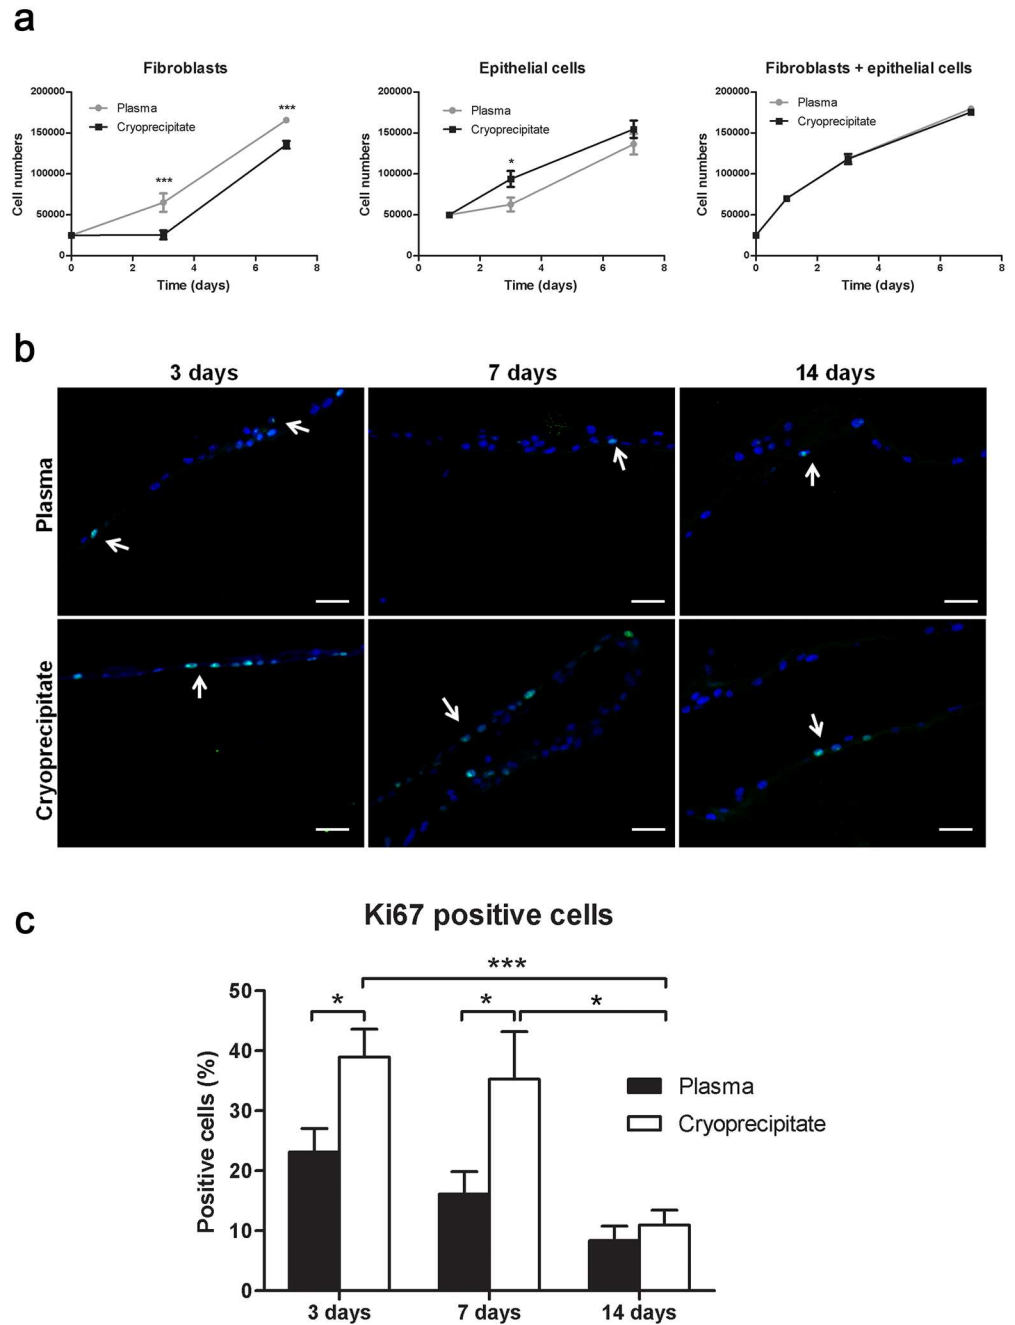 a
Fibroblasts
Epithelial cells
Fibroblasts + epithelial cells
200000
150000
100000
50000
0
Cell numbers
Plasma
Cryoprecipitate
***
***
0 2 4 6 8
Time (days)
200000
150000
100000
50000
0
Cell numbers
Plasma
Cryoprecipitate
*
0 2 4 6 8
Time (days)
200000
150000
100000
50000
0
Cell numbers
Plasma
Cryoprecipitate
0 2 4 6 8
Time (days)
b
3 days 7 days 14 days
Plasma
Cryoprecipitate
c
Ki67 positive cells
***
* * *
50
40
30
20
10
0
Positive cells (%)
Plasma
Cryoprecipitate
3 days 7 days 14 days